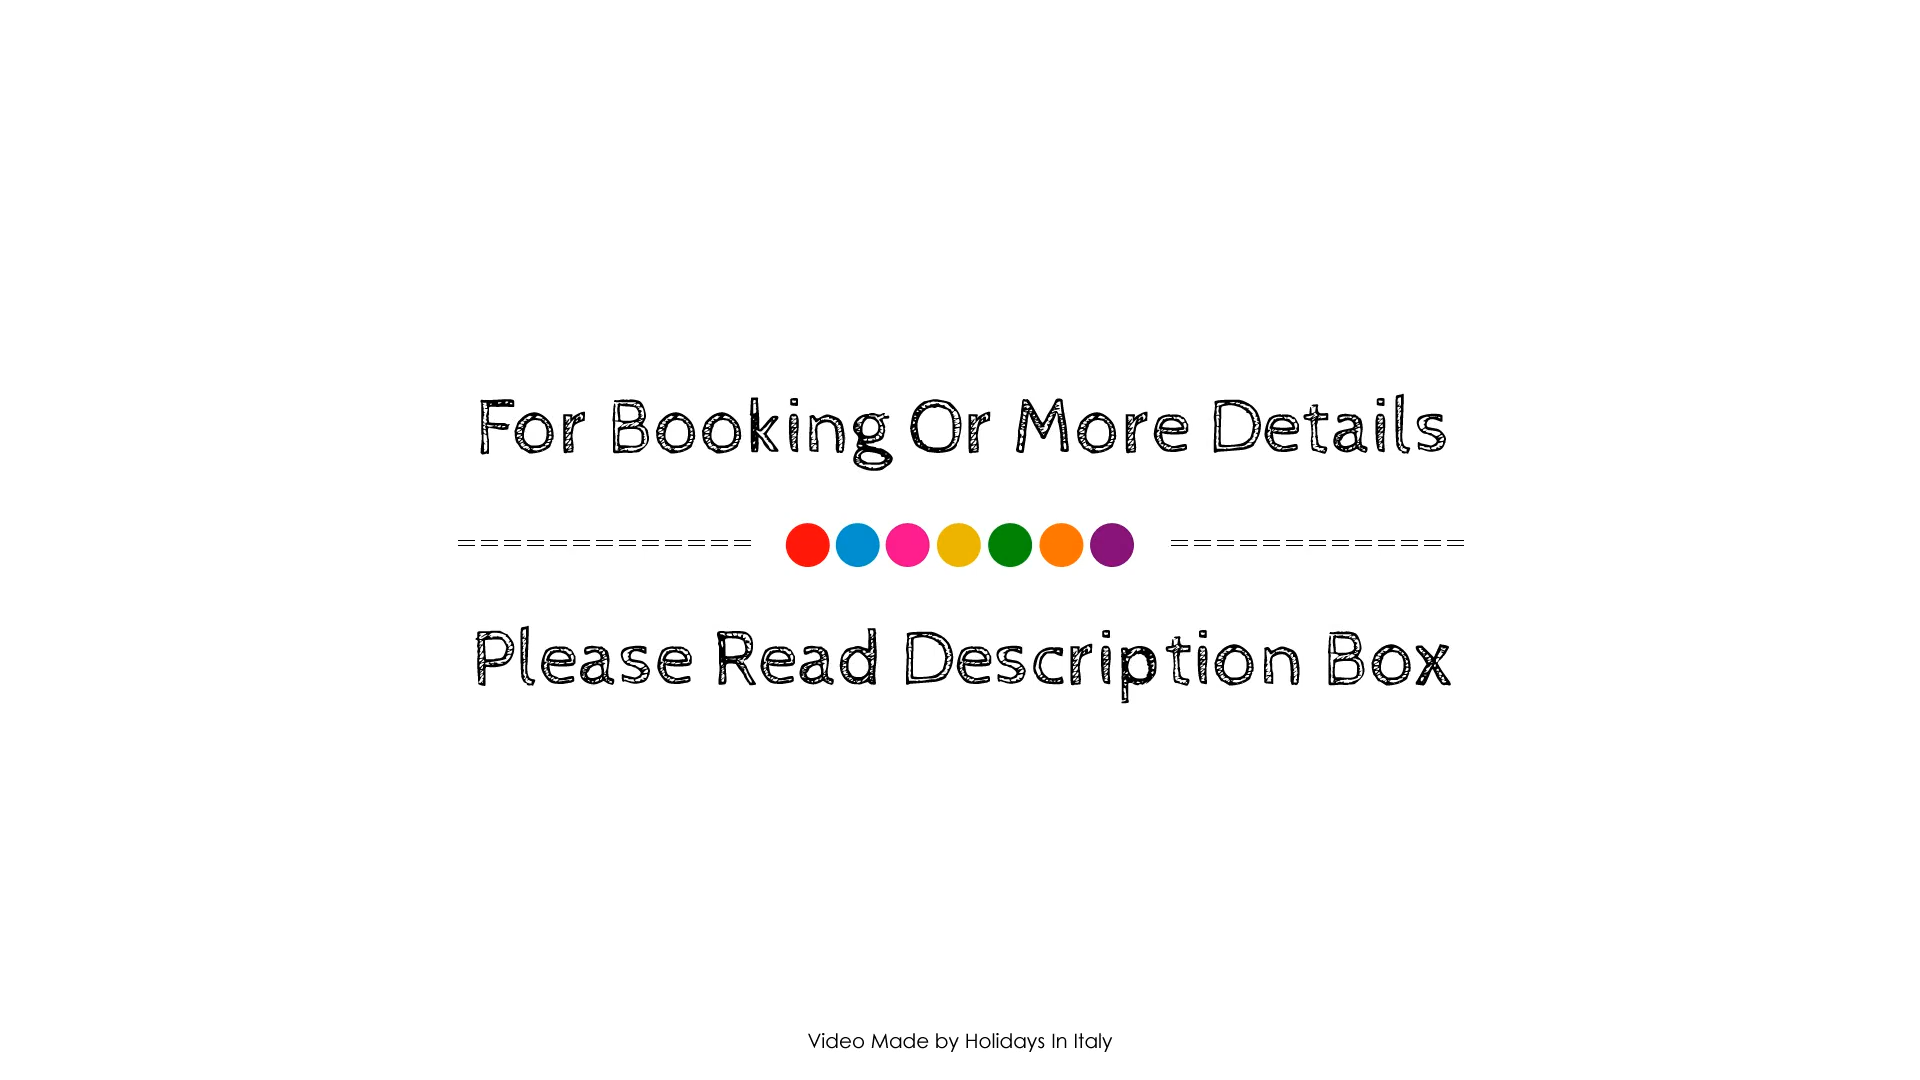 For Booking Or More Details
============= =============
Please Read Description Box
Video Made by Holidays In Italy